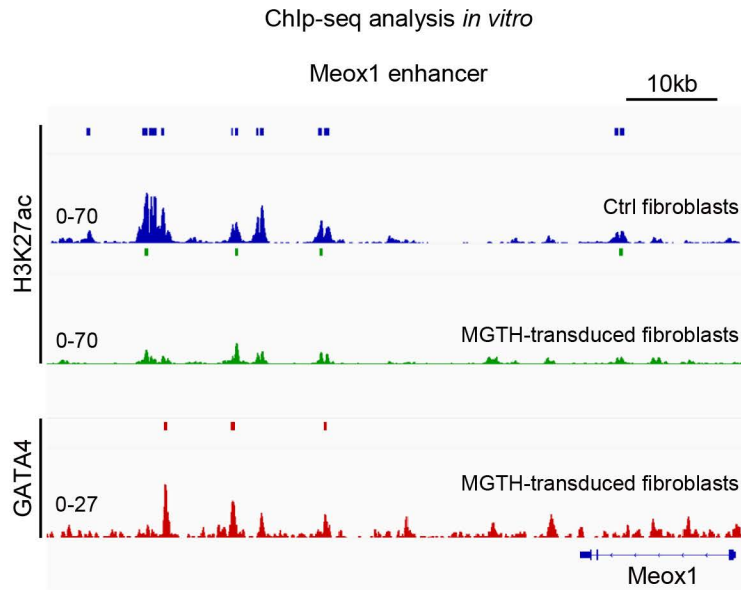 ChIp-seq analysis in vitro
Meox1 enhancer
10kb
H3K27ac
0-70
Ctrl fibroblasts
0-70
MGTH-transduced fibroblasts
GATA4
0-27
MGTH-transduced fibroblasts
Meox1